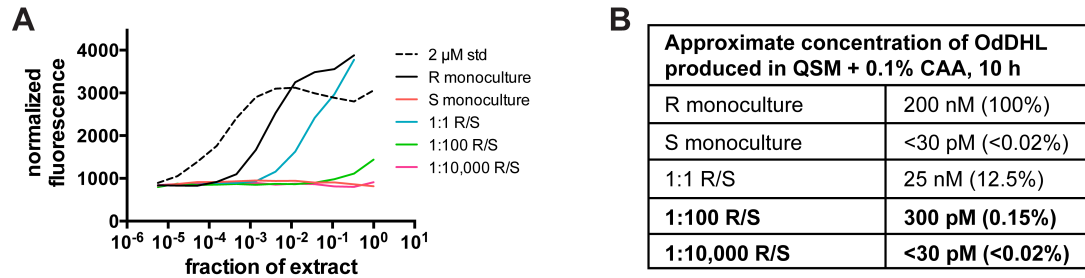 A
normalized
fluorescence
4000
3000
2000
1000
0
10-6
10-5
10-4
10-3
10-2
10-1
100
101
fraction of extract
2 µM std
R monoculture
S monoculture
1:1 R/S
1:100 R/S
1:10,000 R/S
B
Approximate concentration of OdDHL
produced in QSM + 0.1% CAA, 10 h
R monoculture 200 nM (100%)
S monoculture <30 pM (<0.02%)
1:1 R/S 25 nM (12.5%)
1:100 R/S 300 pM (0.15%)
1:10,000 R/S <30 pM (<0.02%)